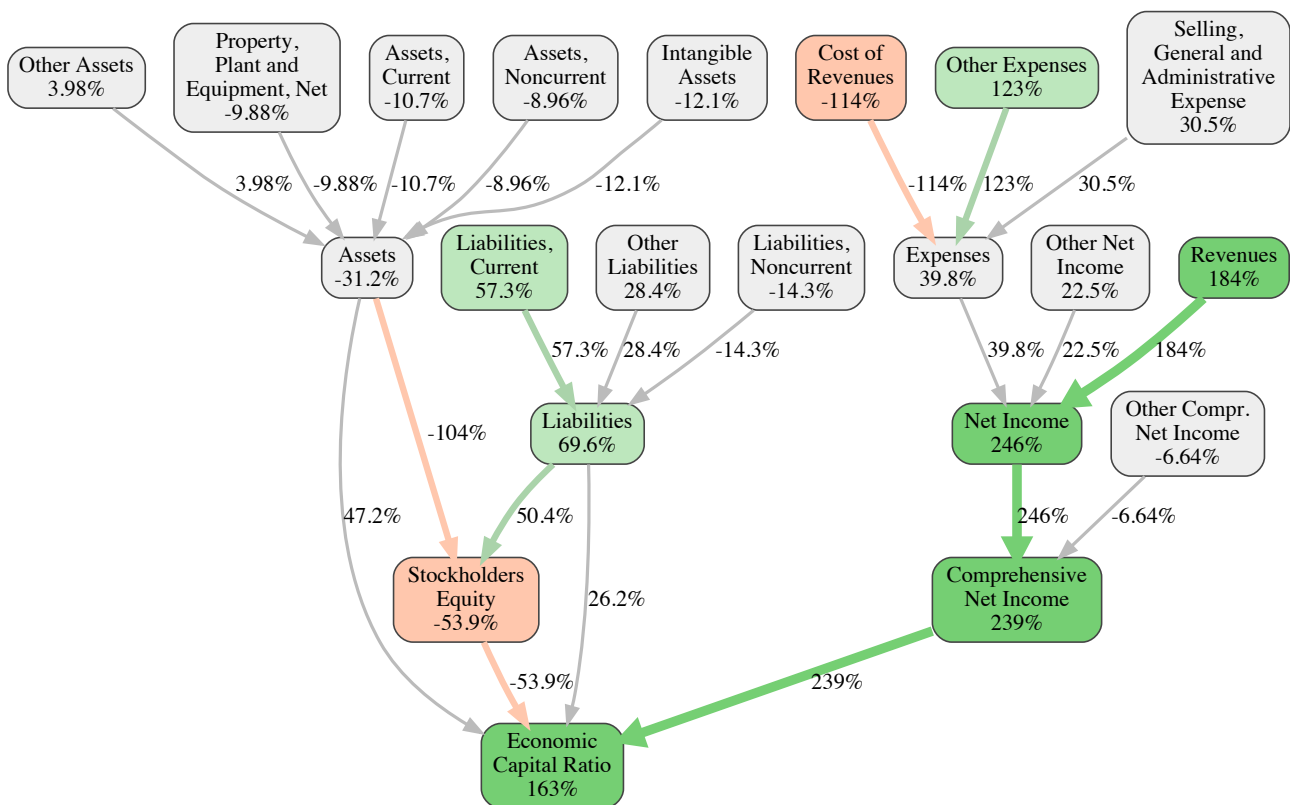 Other Assets
3.98%
Property,
Plant and
Equipment, Net
-9.88%
Assets,
Current
-10.7%
Assets,
Noncurrent
-8.96%
Intangible
Assets
-12.1%
Cost of
Revenues
-114%
Other Expenses
123%
Selling,
General and
Administrative
Expense
30.5%
3.98%
-9.88%
-10.7%
-8.96%
-12.1%
-114%
123%
30.5%
Assets
-31.2%
Liabilities,
Current
57.3%
Other
Liabilities
28.4%
Liabilities,
Noncurrent
-14.3%
Expenses
39.8%
Other Net
Income
22.5%
Revenues
184%
57.3%
28.4%
-14.3%
39.8%
22.5%
184%
-104%
Liabilities
69.6%
Net Income
246%
Other Compr.
Net Income
-6.64%
47.2%
50.4%
246%
-6.64%
Stockholders
Equity
-53.9%
26.2%
Comprehensive
Net Income
239%
-53.9%
239%
Economic
Capital Ratio
163%